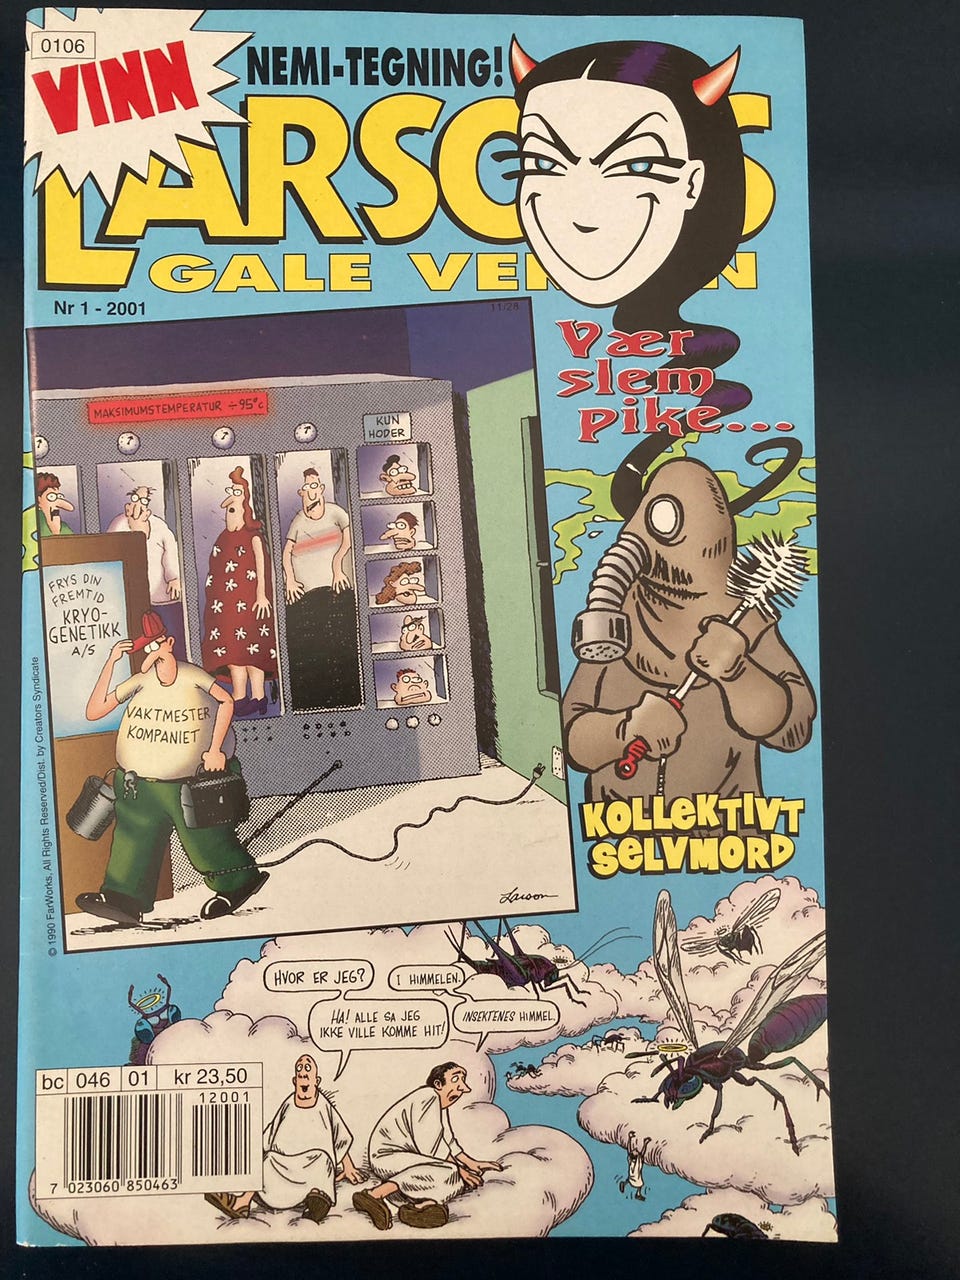 0106
VINN
NEMI-TEGNING!
LARSONS
GALE VERDEN
Nr 1 - 2001
11/28
Vær
slem
pike...
MAKSIMUMSTEMPERATUR ÷95°C
KUN
HODER
FRYS DIN
FREMTID
KRYO-
GENETIKK
A/S
VAKTMESTER
KOMPANIET
Larson
© 1990 FarWorks. All Rights Reserved/Dist. by Creators Syndicate
KOLLEKTIVT
SELVMORD
HVOR ER JEG?
I HIMMELEN.
HA! ALLE SA JEG
IKKE VILLE KOMME HIT!
INSEKTENES HIMMEL.
bc 046 01 kr 23,50
12001
7 023060 850463